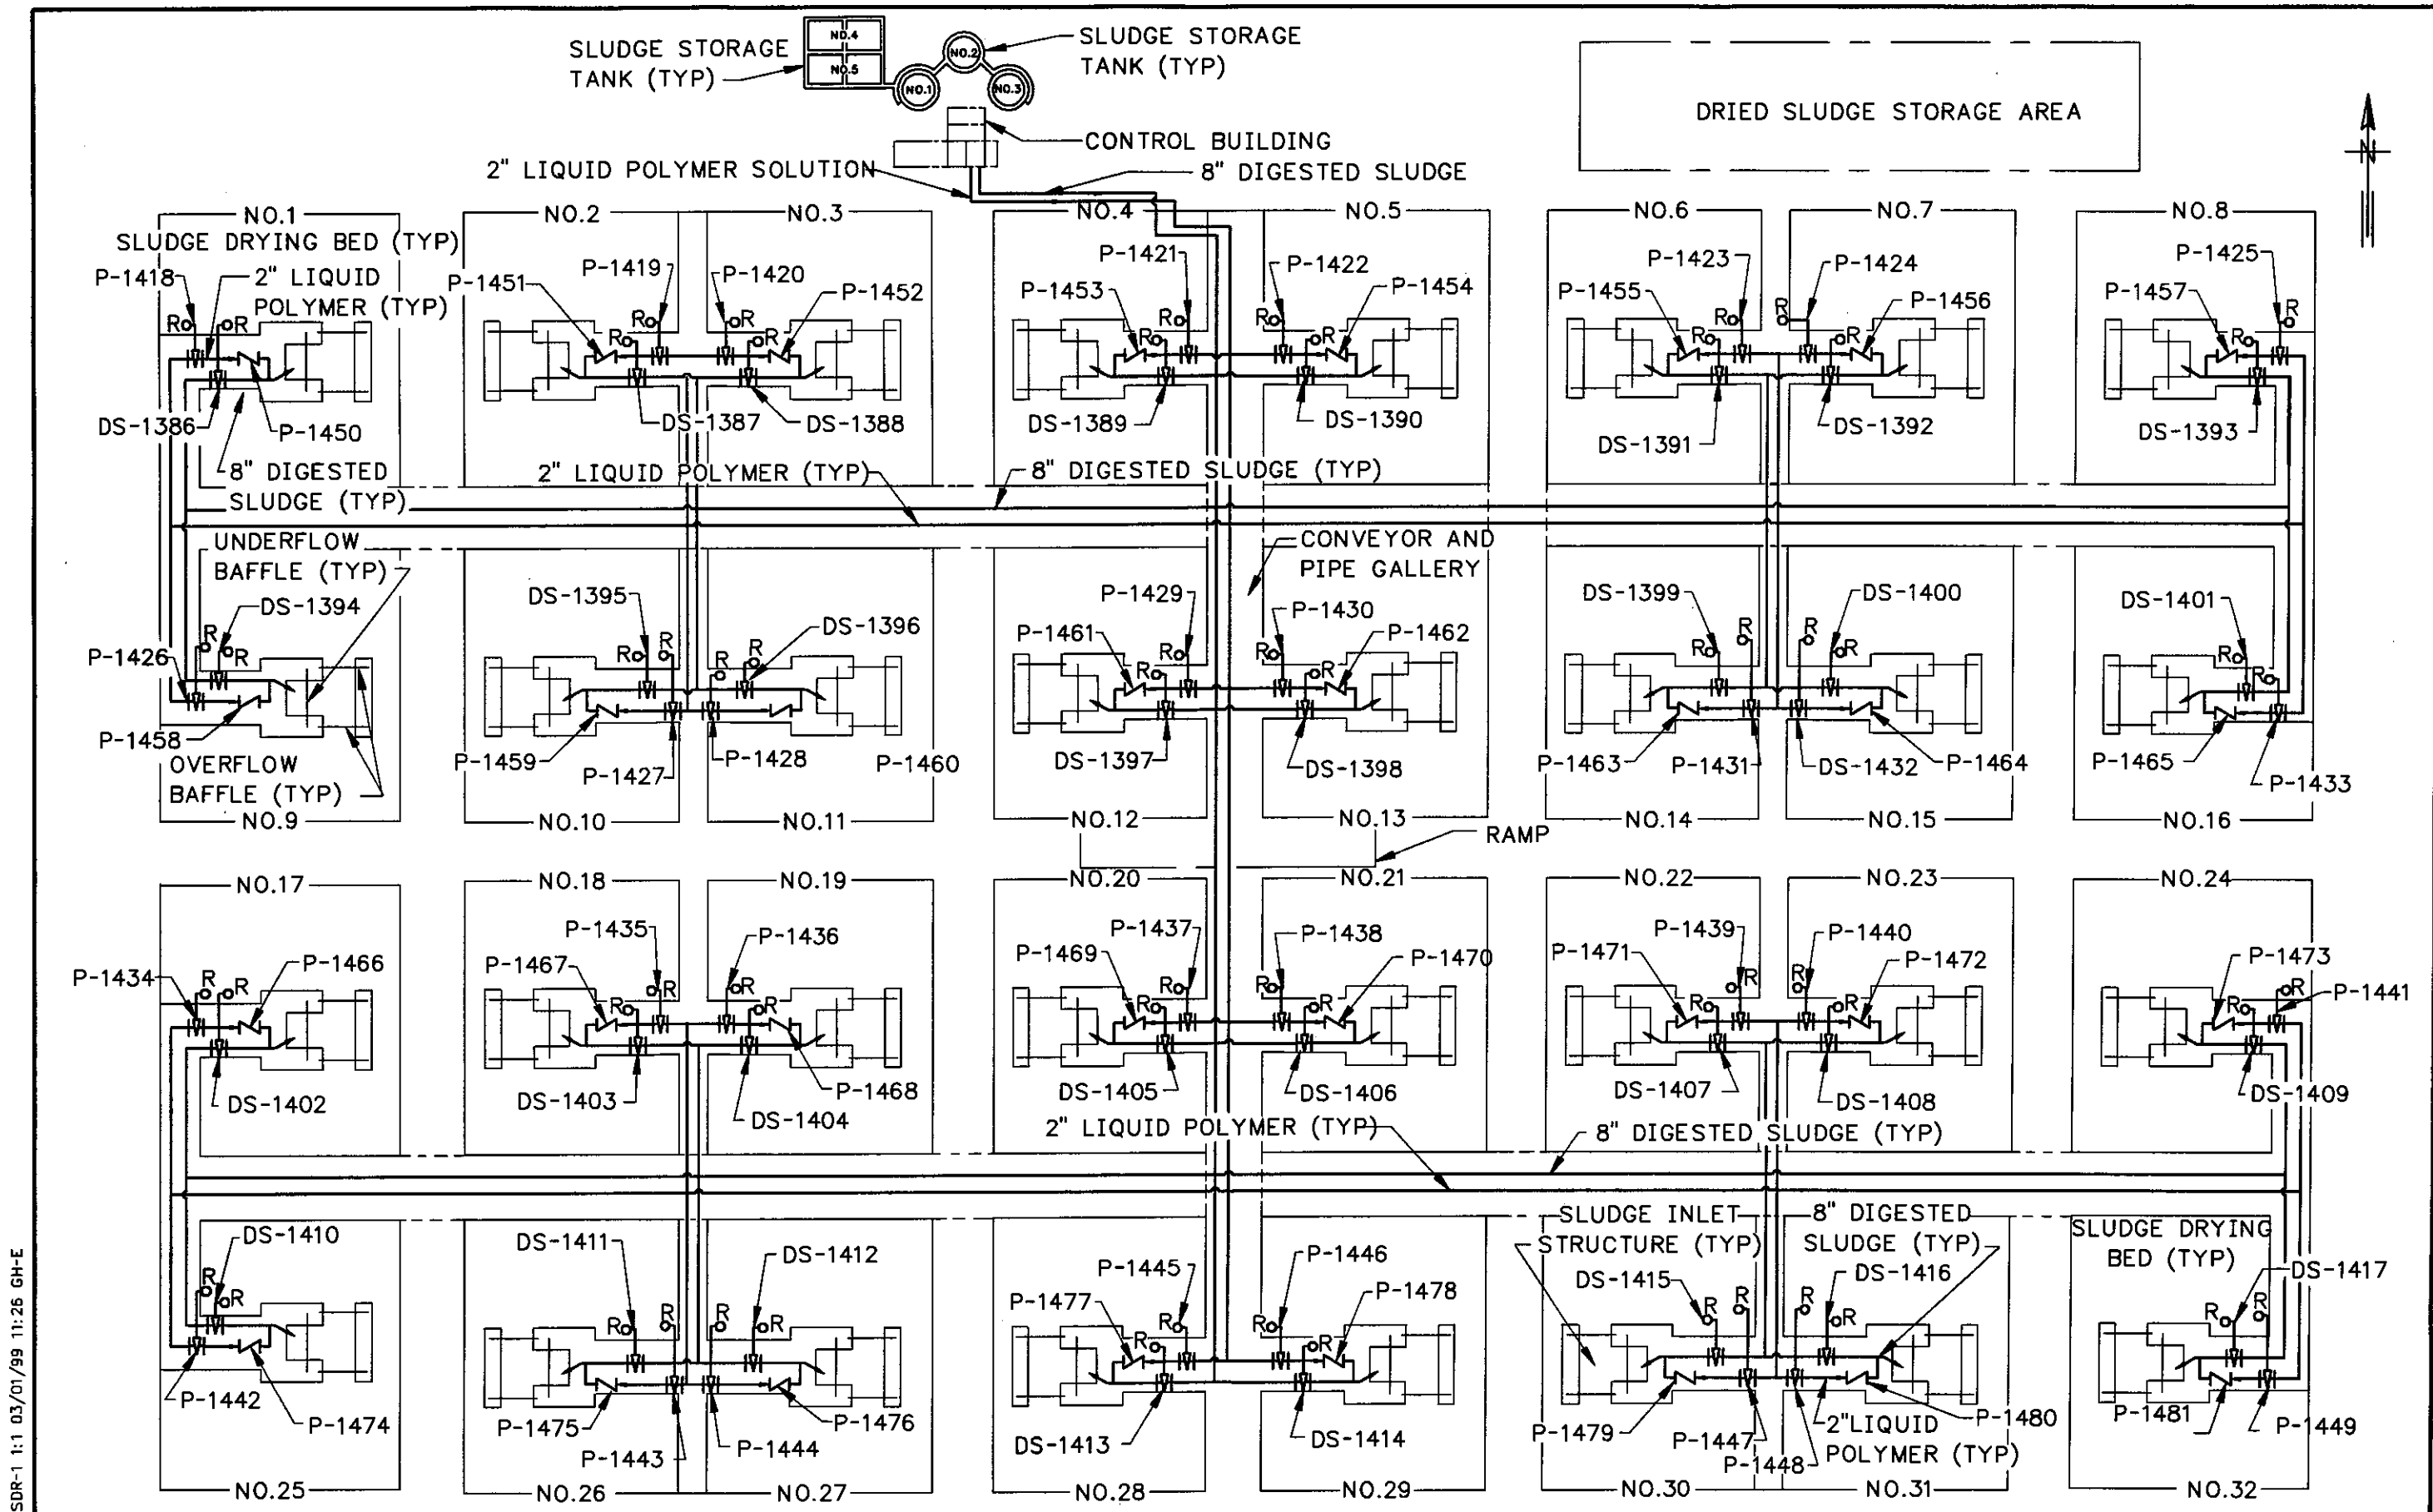 SLUDGE STORAGE
TANK (TYP)
NO.4
NO.5
NO.1
NO.2
NO.3
SLUDGE STORAGE
TANK (TYP)
CONTROL BUILDING
2" LIQUID POLYMER SOLUTION
8" DIGESTED SLUDGE
DRIED SLUDGE STORAGE AREA
N
NO.1
NO.2
NO.3
NO.4
NO.5
NO.6
NO.7
NO.8
SLUDGE DRYING BED (TYP)
P-1418
2" LIQUID
POLYMER (TYP)
R
R
DS-1386
P-1450
8" DIGESTED
SLUDGE (TYP)
P-1451
P-1419
P-1420
P-1452
R
R
R
R
DS-1387
DS-1388
P-1453
P-1421
P-1422
P-1454
R
R
R
R
DS-1389
DS-1390
P-1455
P-1423
P-1424
P-1456
R
R
R
R
DS-1391
DS-1392
P-1457
P-1425
R
R
DS-1393
2" LIQUID POLYMER (TYP)
8" DIGESTED SLUDGE (TYP)
UNDERFLOW
BAFFLE (TYP)
CONVEYOR AND
PIPE GALLERY
DS-1394
R
R
P-1426
P-1458
OVERFLOW
BAFFLE (TYP)
DS-1395
DS-1396
R
R
R
R
P-1459
P-1427
P-1428
P-1460
P-1461
P-1429
P-1430
P-1462
R
R
R
R
DS-1397
DS-1398
DS-1399
DS-1400
R
R
R
R
P-1463
P-1431
DS-1432
P-1464
DS-1401
R
R
P-1465
P-1433
NO.9
NO.10
NO.11
NO.12
NO.13
NO.14
NO.15
NO.16
RAMP
NO.17
NO.18
NO.19
NO.20
NO.21
NO.22
NO.23
NO.24
P-1434
R
R
P-1466
DS-1402
P-1467
P-1435
P-1436
R
R
R
R
DS-1403
DS-1404
P-1468
P-1469
P-1437
P-1438
P-1470
R
R
R
R
DS-1405
DS-1406
P-1471
P-1439
P-1440
P-1472
R
R
R
R
DS-1407
DS-1408
P-1473
R
R
P-1441
DS-1409
2" LIQUID POLYMER (TYP)
8" DIGESTED SLUDGE (TYP)
DS-1410
R
R
P-1442
P-1474
DS-1411
DS-1412
R
R
R
R
P-1475
P-1443
P-1444
P-1476
P-1477
P-1445
P-1446
P-1478
R
R
R
R
DS-1413
DS-1414
SLUDGE INLET
STRUCTURE (TYP)
8" DIGESTED
SLUDGE (TYP)
DS-1415
DS-1416
R
R
R
R
P-1479
P-1447
P-1448
2"LIQUID
POLYMER (TYP)
P-1480
SLUDGE DRYING
BED (TYP)
DS-1417
R
R
P-1481
P-1449
NO.25
NO.26
NO.27
NO.28
NO.29
NO.30
NO.31
NO.32
SDR-1 1:1 03/01/99 11:26 GH-E